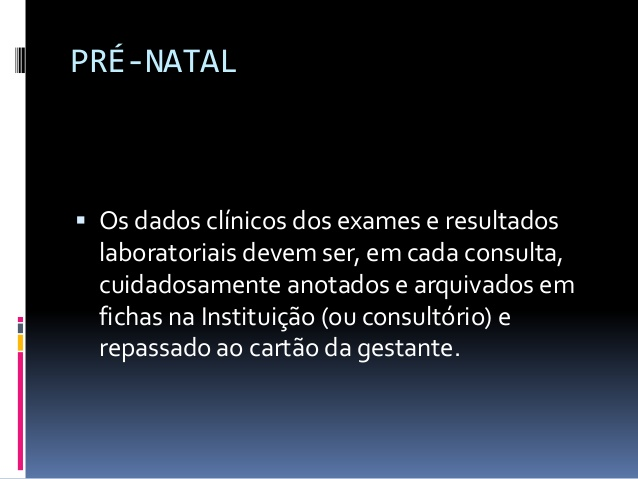 PRÉ-NATAL
▪ Os dados clínicos dos exames e resultados
laboratoriais devem ser, em cada consulta,
cuidadosamente anotados e arquivados em
fichas na Instituição (ou consultório) e
repassado ao cartão da gestante.